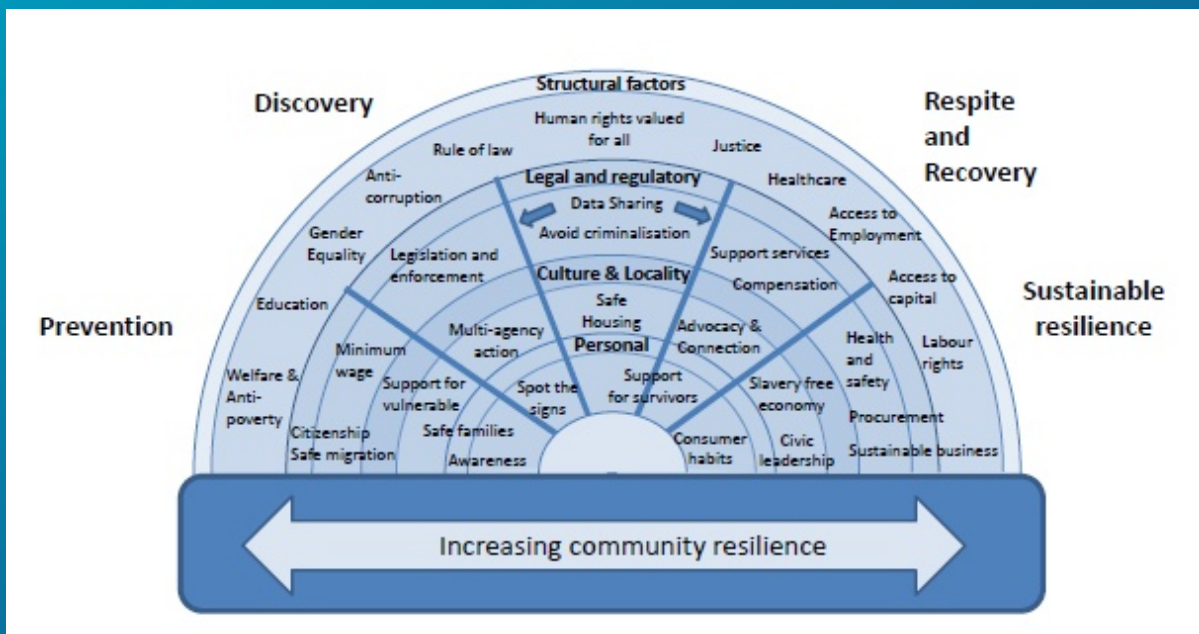 Discovery
Respite
and
Recovery
Prevention
Sustainable
resilience
Structural factors
Human rights valued
for all
Rule of law
Justice
Anti-
corruption
Healthcare
Gender
Equality
Access to
Employment
Education
Access to
capital
Welfare &
Anti-
poverty
Labour
rights
Legal and regulatory
Data Sharing
Avoid criminalisation
Legislation and
enforcement
Support services
Compensation
Minimum
wage
Health
and
safety
Citizenship
Safe migration
Procurement
Sustainable business
Culture & Locality
Safe
Housing
Multi-agency
action
Advocacy &
Connection
Support for
vulnerable
Slavery free
economy
Safe families
Civic
leadership
Personal
Spot the
signs
Support
for survivors
Awareness
Consumer
habits
Increasing community resilience